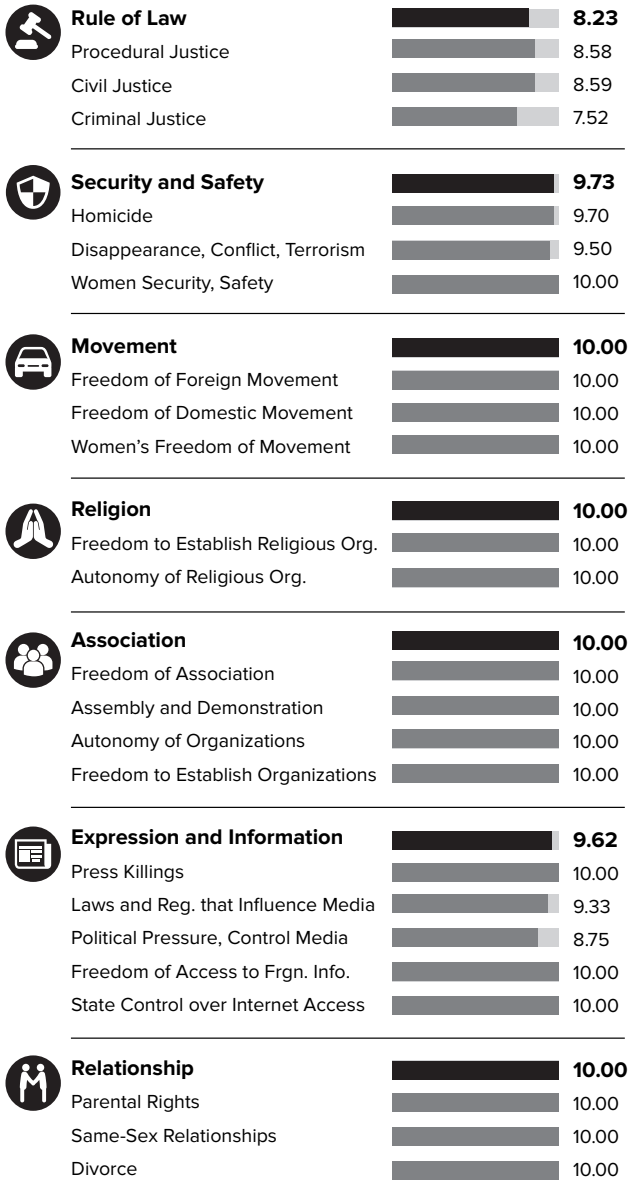 Rule of Law 8.23
Procedural Justice 8.58
Civil Justice 8.59
Criminal Justice 7.52
Security and Safety 9.73
Homicide 9.70
Disappearance, Conflict, Terrorism 9.50
Women Security, Safety 10.00
Movement 10.00
Freedom of Foreign Movement 10.00
Freedom of Domestic Movement 10.00
Women’s Freedom of Movement 10.00
Religion 10.00
Freedom to Establish Religious Org. 10.00
Autonomy of Religious Org. 10.00
Association 10.00
Freedom of Association 10.00
Assembly and Demonstration 10.00
Autonomy of Organizations 10.00
Freedom to Establish Organizations 10.00
Expression and Information 9.62
Press Killings 10.00
Laws and Reg. that Influence Media 9.33
Political Pressure, Control Media 8.75
Freedom of Access to Frgn. Info. 10.00
State Control over Internet Access 10.00
Relationship 10.00
Parental Rights 10.00
Same-Sex Relationships 10.00
Divorce 10.00